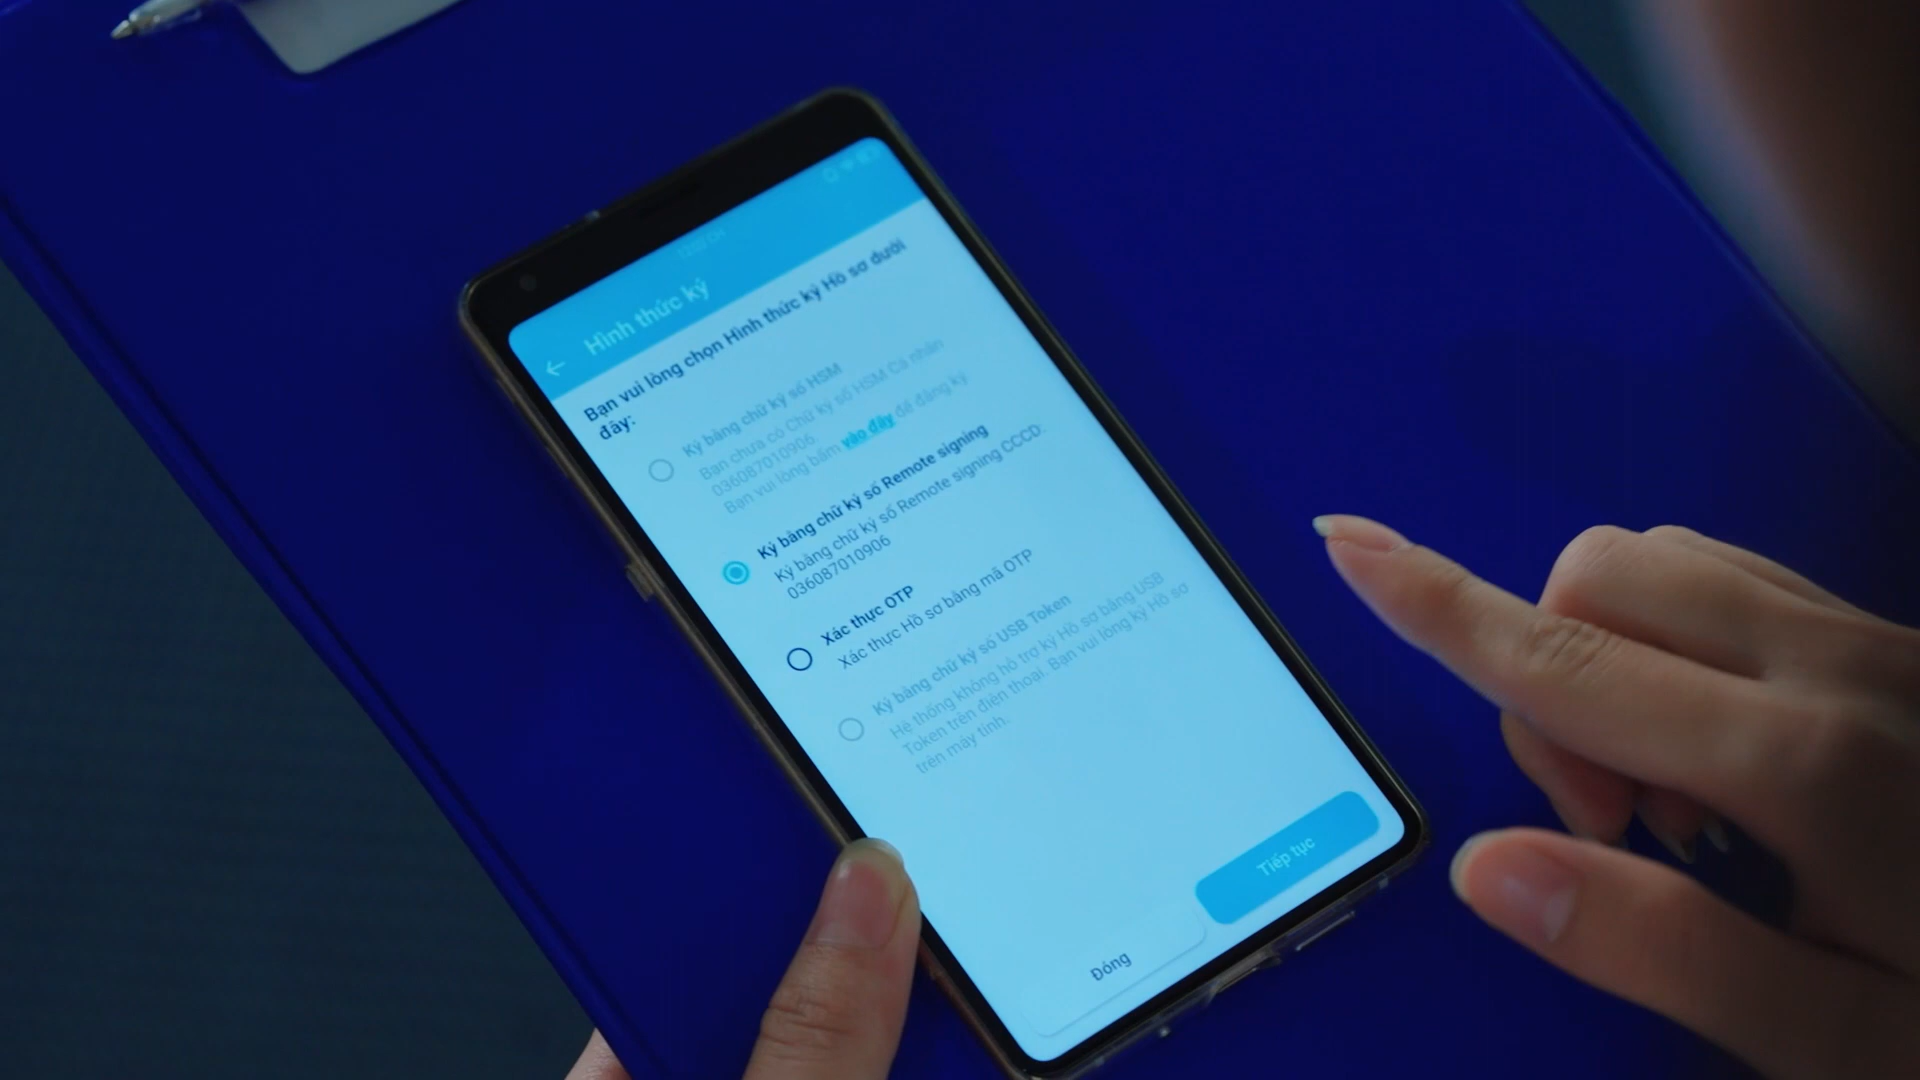 Hình thức ký
Bạn vui lòng chọn Hình thức ký Hồ sơ dưới
đây:
Ký bằng chữ ký số HSM
Bạn chưa có Chữ ký số HSM Cá nhân
036087010906.
Bạn vui lòng bấm vào đây để đăng ký.
Ký bằng chữ ký số Remote signing
Ký bằng chữ ký số Remote signing CCCD:
036087010906
Xác thực OTP
Xác thực Hồ sơ bằng mã OTP
Ký bằng chữ ký số USB Token
Hệ thống không hỗ trợ ký Hồ sơ bằng USB
Token trên điện thoại. Bạn vui lòng ký Hồ sơ
trên máy tính.
Tiếp tục
Đóng